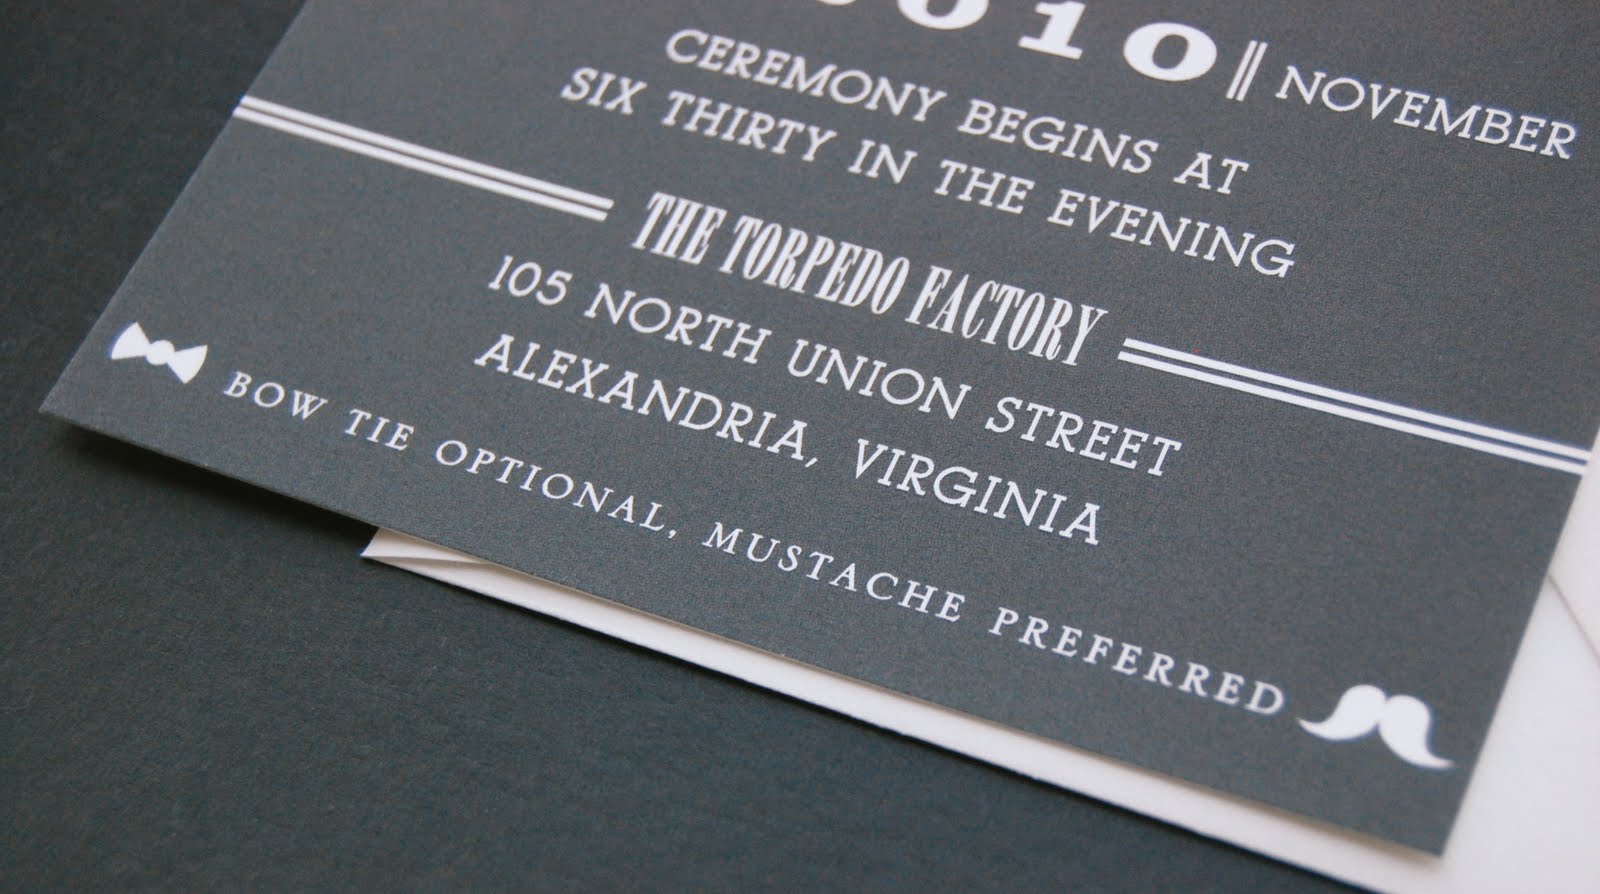 010 NOVEMBER
CEREMONY BEGINS AT
SIX THIRTY IN THE EVENING
THE TORPEDO FACTORY
105 NORTH UNION STREET
ALEXANDRIA, VIRGINIA
BOW TIE OPTIONAL, MUSTACHE PREFERRED